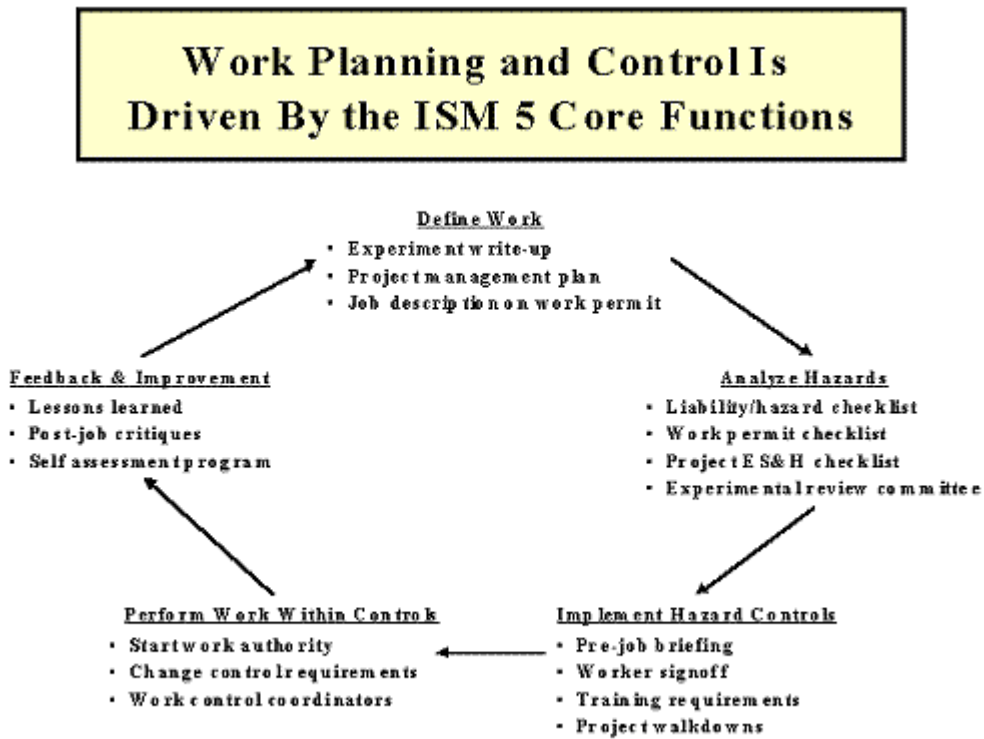 Work Planning and Control Is
Driven By the ISM 5 Core Functions
Define Work
• Experiment write-up
• Project management plan
• Job description on work permit
Feedback & Improvement
• Lessons learned
• Post-job critiques
• Self assessment program
Analyze Hazards
• Liability/hazard checklist
• Work permit checklist
• Project ES&H checklist
• Experimental review committee
Perform Work Within Controls
• Start work authority
• Change control requirements
• Work control coordinators
Implement Hazard Controls
• Pre-job briefing
• Worker signoff
• Training requirements
• Project walkdowns